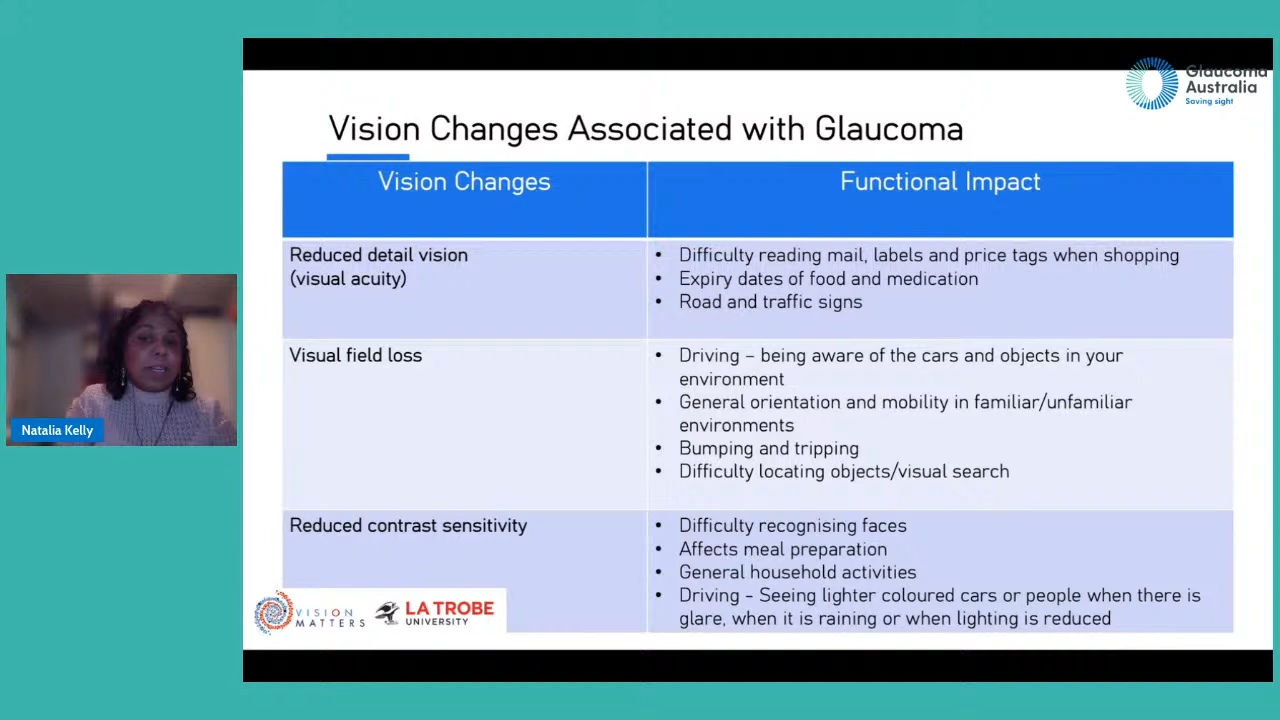 Glaucoma
Australia
Saving sight
Vision Changes Associated with Glaucoma
Vision Changes
Functional Impact
Reduced detail vision
(visual acuity)
• Difficulty reading mail, labels and price tags when shopping
• Expiry dates of food and medication
• Road and traffic signs
Visual field loss
• Driving – being aware of the cars and objects in your
environment
• General orientation and mobility in familiar/unfamiliar
environments
• Bumping and tripping
• Difficulty locating objects/visual search
Reduced contrast sensitivity
• Difficulty recognising faces
• Affects meal preparation
• General household activities
• Driving - Seeing lighter coloured cars or people when there is
glare, when it is raining or when lighting is reduced
Natalia Kelly
VISION
MATTERS
LA TROBE
UNIVERSITY